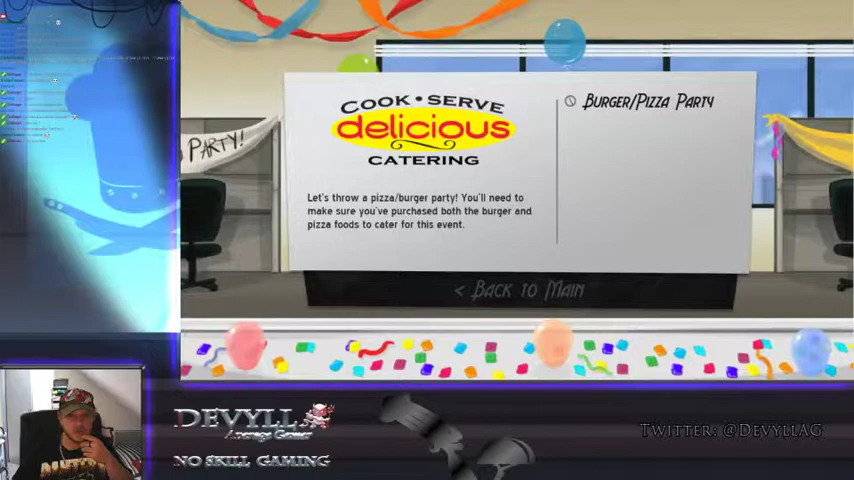 COOK • SERVE
delicious
CATERING
Let's throw a pizza/burger party! You'll need to
make sure you've purchased both the burger and
pizza foods to cater for this event.
BURGER/PIZZA PARTY
PARTY!
< BACK TO MAIN
DEVYLL
Average Gamer
NO SKILL GAMING
TWITTER: @DEVYLLAG